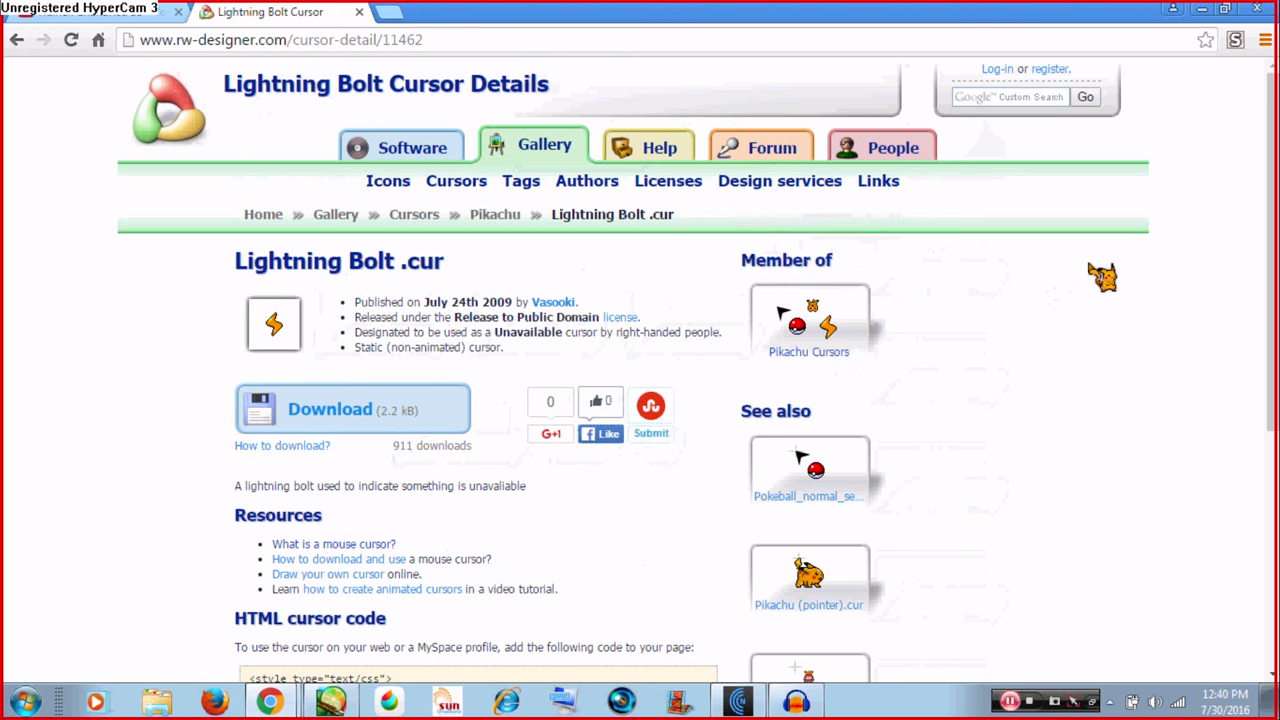 Unregistered HyperCam 3
Lightning Bolt Cursor
www.rw-designer.com/cursor-detail/11462
Lightning Bolt Cursor Details
Log-in or register.
Google™ Custom Search
Go
Software
Gallery
Help
Forum
People
Icons Cursors Tags Authors Licenses Design services Links
Home » Gallery » Cursors » Pikachu » Lightning Bolt .cur
Lightning Bolt .cur
• Published on July 24th 2009 by Vasooki.
• Released under the Release to Public Domain license.
• Designated to be used as a Unavailable cursor by right-handed people.
• Static (non-animated) cursor.
Download (2.2 kB)
How to download?
911 downloads
0
0
G+1
Like
Submit
A lightning bolt used to indicate something is unavaliable
Resources
• What is a mouse cursor?
• How to download and use a mouse cursor?
• Draw your own cursor online.
• Learn how to create animated cursors in a video tutorial.
HTML cursor code
To use the cursor on your web or a MySpace profile, add the following code to your page:
<style type="text/css">
Member of
Pikachu Cursors
See also
Pokeball_normal_se...
Pikachu (pointer).cur
sun
12:40 PM
7/30/2016